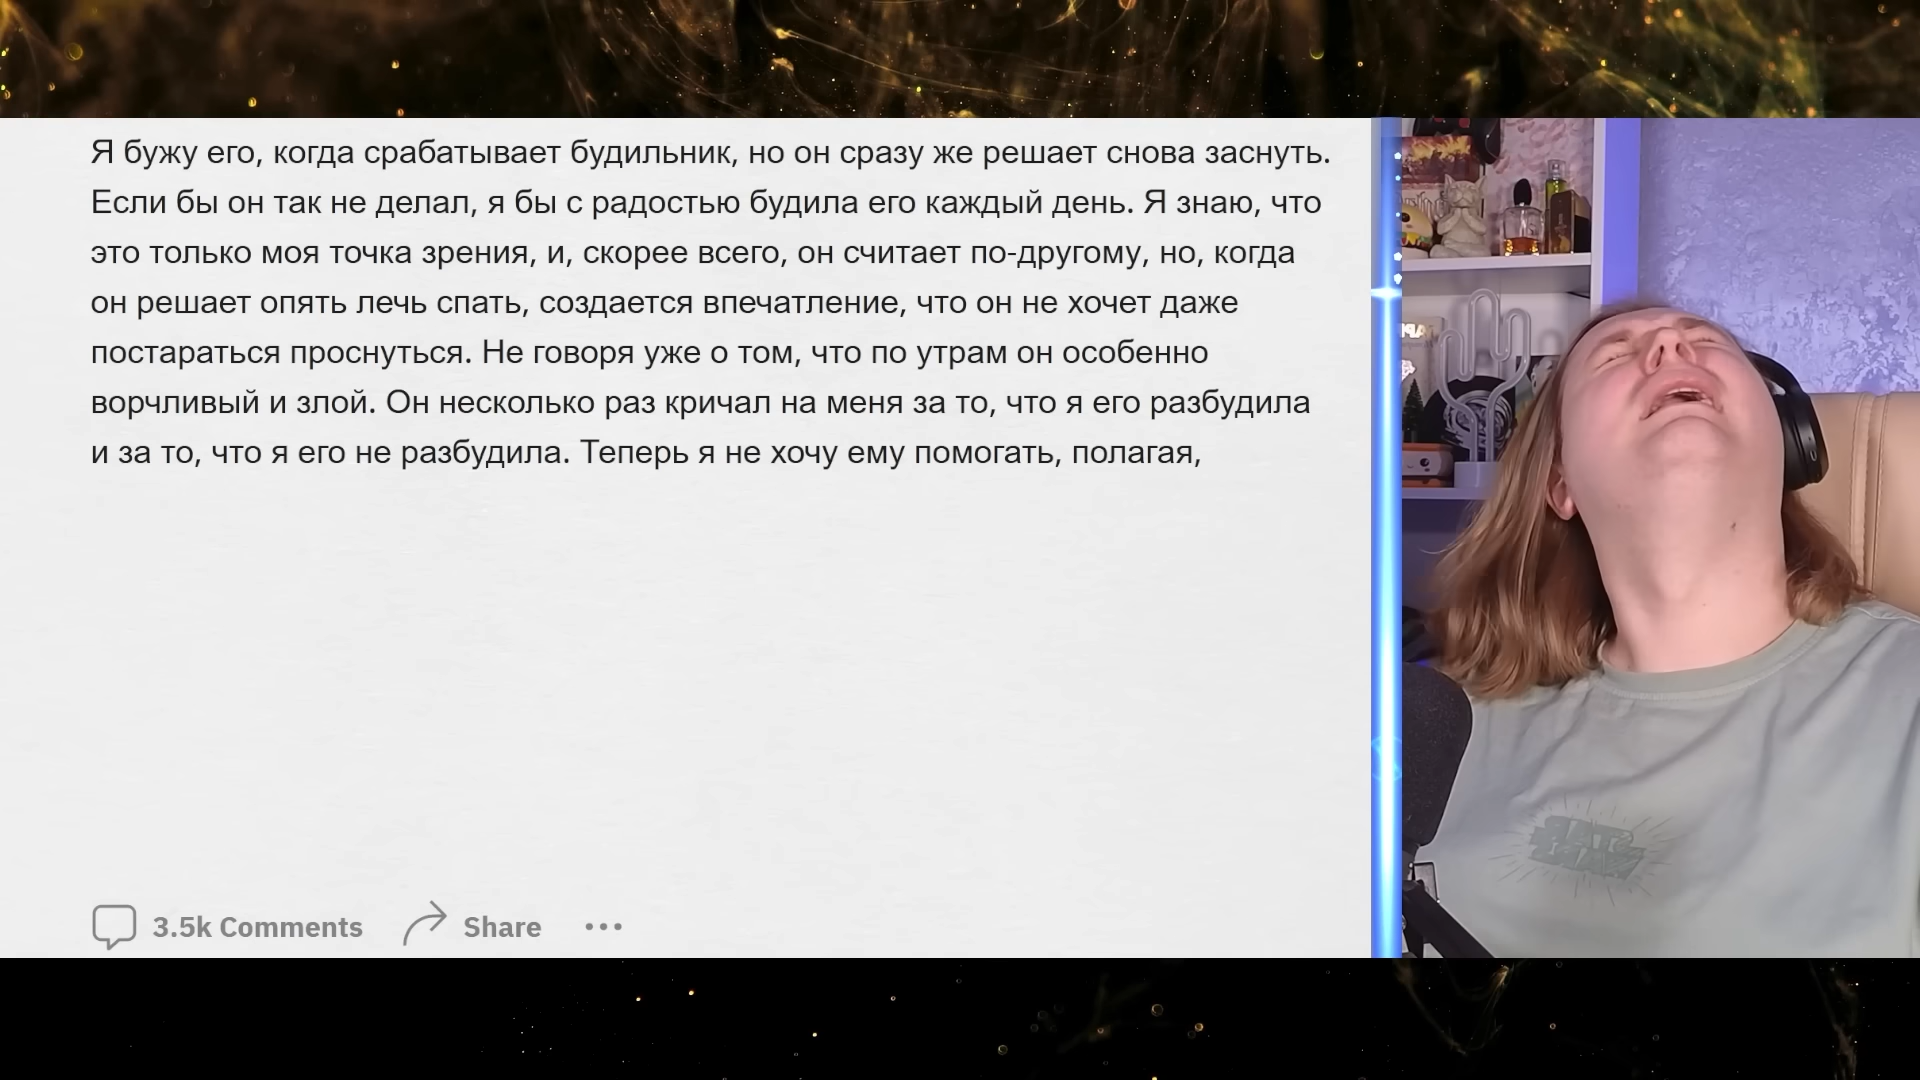 Я бужу его, когда срабатывает будильник, но он сразу же решает снова заснуть.
Если бы он так не делал, я бы с радостью будила его каждый день. Я знаю, что
это только моя точка зрения, и, скорее всего, он считает по-другому, но, когда
он решает опять лечь спать, создается впечатление, что он не хочет даже
постараться проснуться. Не говоря уже о том, что по утрам он особенно
ворчливый и злой. Он несколько раз кричал на меня за то, что я его разбудила
и за то, что я его не разбудила. Теперь я не хочу ему помогать, полагая,
3.5k Comments Share